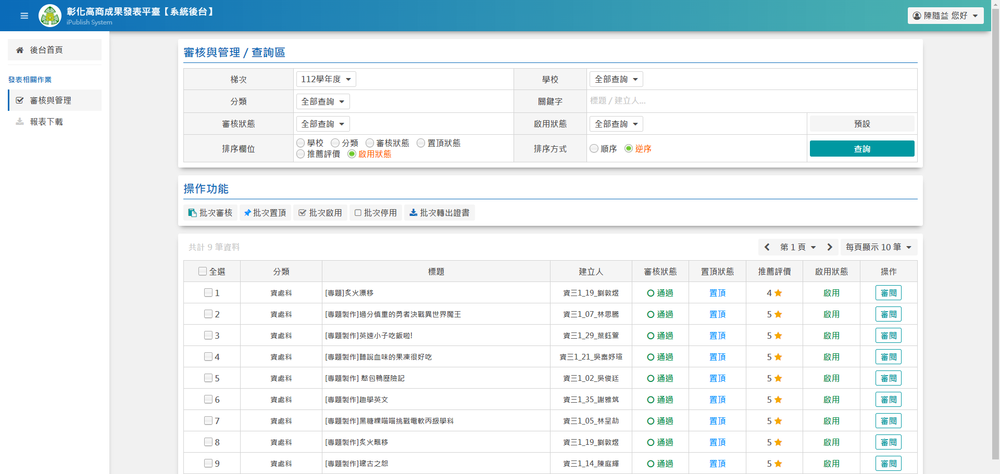 彰化高商成果發表平臺【系統後台】
iPublish System
陳隨益 您好
後台首頁
發表相關作業
審核與管理
報表下載
審核與管理 / 查詢區
梯次 112學年度 學校 全部查詢
分類 全部查詢 關鍵字 標題 / 建立人...
審核狀態 全部查詢 啟用狀態 全部查詢 預設
排序欄位 學校 分類 審核狀態 置頂狀態
推薦評價 啟用狀態
排序方式 順序 逆序 查詢
操作功能
批次審核 批次置頂 批次啟用 批次停用 批次轉出證書
共計 9 筆資料 第 1 頁 每頁顯示 10 筆
全選 分類 標題 建立人 審核狀態 置頂狀態 推薦評價 啟用狀態 操作
1 資處科 [專題]炙火漂移 資三1_19_劉敦煜 通過 置頂 4 啟用 審閱
2 資處科 [專題製作]過分慎重的勇者決戰異世界魔王 資三1_07_林思騰 通過 置頂 5 啟用 審閱
3 資處科 [專題製作]英速小子吃飯啦! 資三1_29_葉鈺萱 通過 置頂 5 啟用 審閱
4 資處科 [專題製作]聽說血味的果凍很好吃 資三1_21_吳蓁妤瑄 通過 置頂 5 啟用 審閱
5 資處科 [專題製作] 憨包鴨歷險記 資三1_02_吳俊廷 通過 置頂 5 啟用 審閱
6 資處科 [專題製作]趣學英文 資三1_35_謝雅筑 通過 置頂 5 啟用 審閱
7 資處科 [專題製作]黑糖粿喵喵挑戰電軟丙級學科 資三1_05_林呈劼 通過 置頂 5 啟用 審閱
8 資處科 [專題製作]炙火飄移 資三1_19_劉敦煜 通過 置頂 5 啟用 審閱
9 資處科 [專題製作]邃古之怨 資三1_14_陳庭輝 通過 置頂 5 啟用 審閱